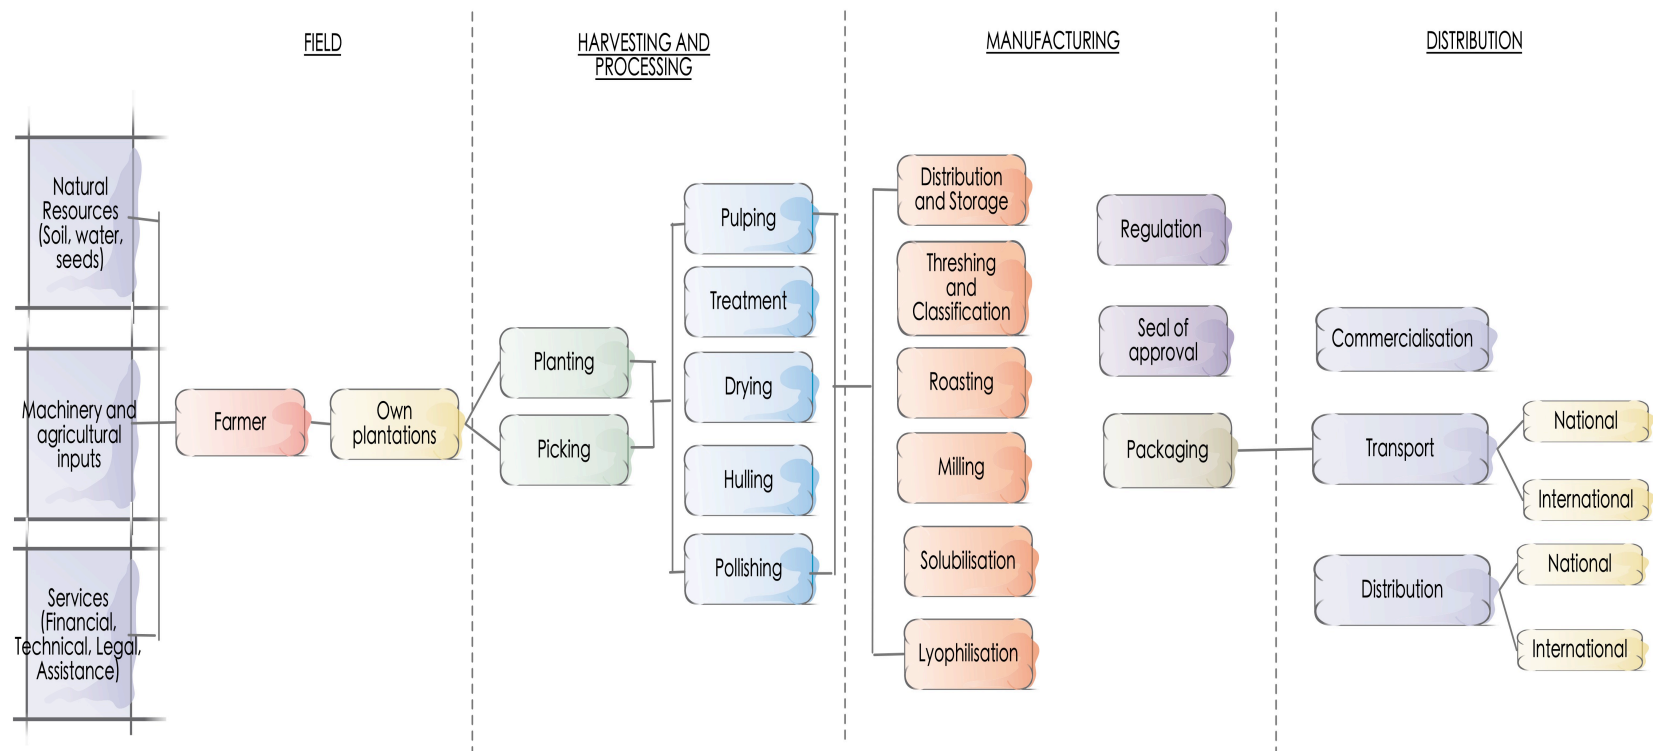 FIELD
HARVESTING AND
PROCESSING
MANUFACTURING
DISTRIBUTION
Natural
Resources
(Soil, water,
seeds)
Machinery and
agricultural
inputs
Services
(Financial,
Technical, Legal,
Assistance)
Farmer
Own
plantations
Planting
Picking
Pulping
Treatment
Drying
Hulling
Pollishing
Distribution
and Storage
Threshing
and
Classification
Roasting
Milling
Solubilisation
Lyophilisation
Regulation
Seal of
approval
Packaging
Commercialisation
Transport
National
International
Distribution
National
International